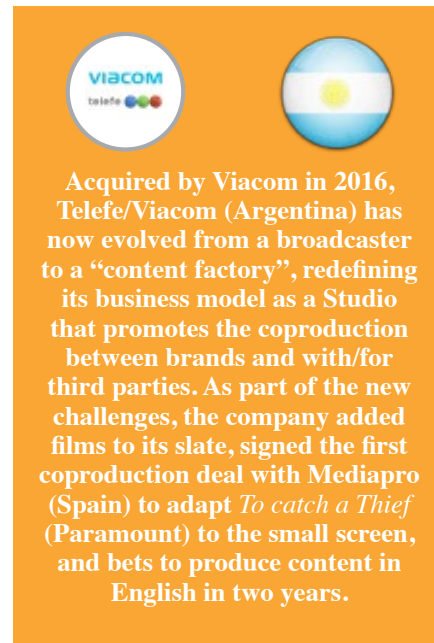 VIACOM
telefe
Acquired by Viacom in 2016,
Telefe/Viacom (Argentina) has
now evolved from a broadcaster
to a “content factory”, redefining
its business model as a Studio
that promotes the coproduction
between brands and with/for
third parties. As part of the new
challenges, the company added
films to its slate, signed the first
coproduction deal with Mediapro
(Spain) to adapt To catch a Thief
(Paramount) to the small screen,
and bets to produce content in
English in two years.